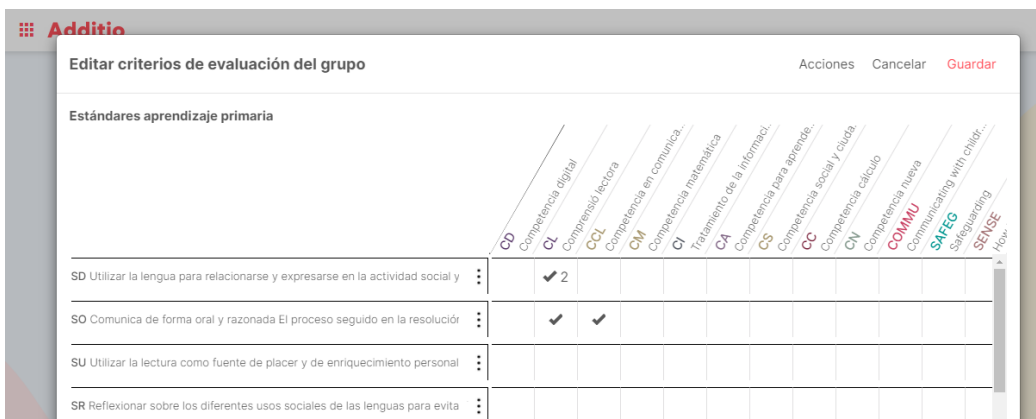 Additio
Editar criterios de evaluación del grupo
Acciones Cancelar Guardar
Estándares aprendizaje primaria
CD Competencia digital
CL Comprensió lectora
CCL Competencia en comunica...
CM Competencia matemática
CI Tratamiento de la informaci...
CA Competencia para aprende...
CS Competencia social y ciuda...
CC Competencia cálculo
CN Competencia nueva
COMMU Communicating with childr...
SAFEG Safeguarding
SENSE How
SD Utilizar la lengua para relacionarse y expresarse en la actividad social y
2
SO Comunica de forma oral y razonada El proceso seguido en la resolución
SU Utilizar la lectura como fuente de placer y de enriquecimiento personal
SR Reflexionar sobre los diferentes usos sociales de las lenguas para evita